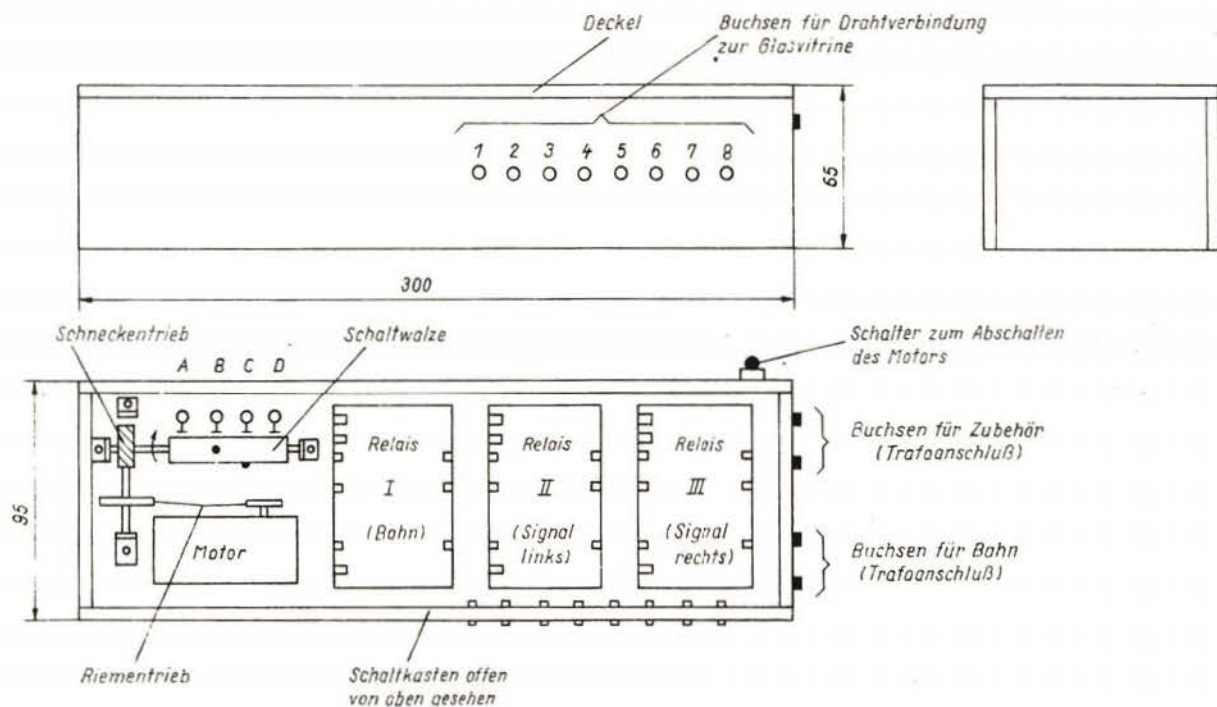 Deckel
Buchsen für Drahtverbindung
zur Glasvitrine
1 2 3 4 5 6 7 8
65
300
Schneckentrieb
Schaltwalze
Schalter zum Abschalten
des Motors
A B C D
95
Relais
I
(Bahn)
Relais
II
(Signal
links)
Relais
III
(Signal
rechts)
Buchsen für Zubehör
(Trafoanschluß)
Motor
Buchsen für Bahn
(Trafoanschluß)
Riementrieb
Schaltkasten offen
von oben gesehen